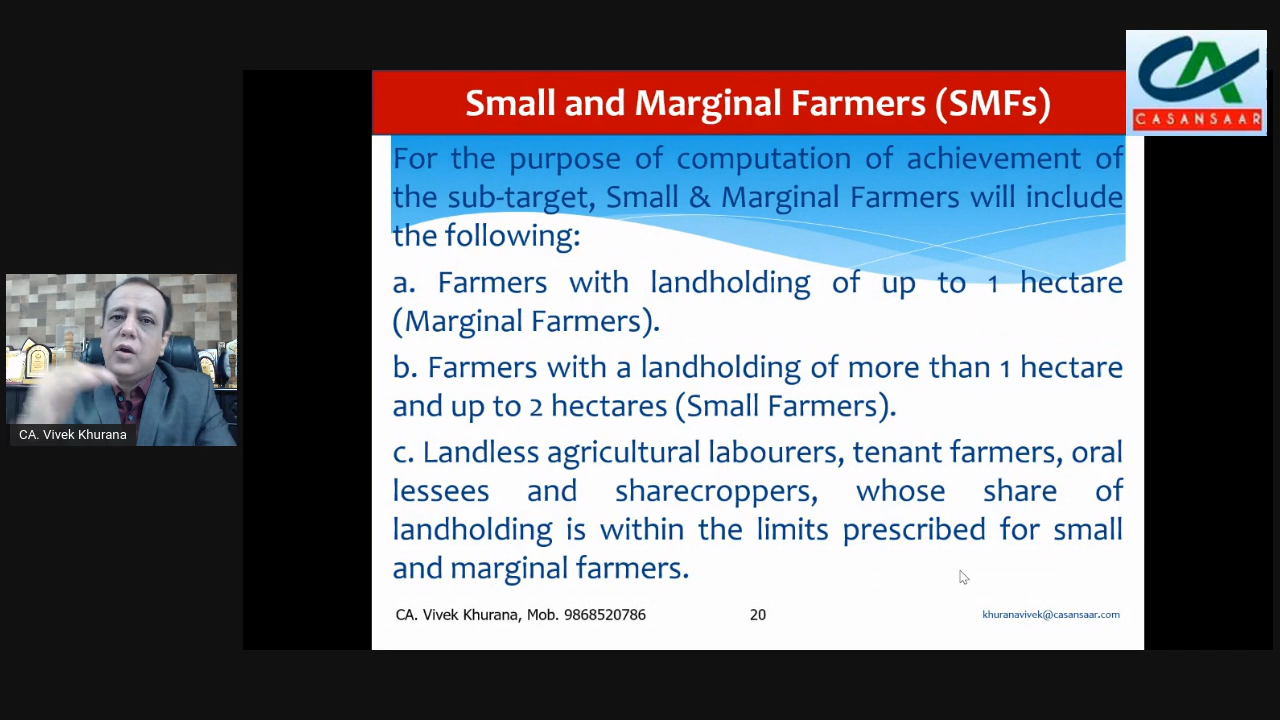 Small and Marginal Farmers (SMFs)
CASANSAAR
For the purpose of computation of achievement of
the sub-target, Small & Marginal Farmers will include
the following:
a. Farmers with landholding of up to 1 hectare
(Marginal Farmers).
b. Farmers with a landholding of more than 1 hectare
and up to 2 hectares (Small Farmers).
c. Landless agricultural labourers, tenant farmers, oral
lessees and sharecroppers, whose share of
landholding is within the limits prescribed for small
and marginal farmers.
CA. Vivek Khurana
CA. Vivek Khurana, Mob. 9868520786
20
khuranavivek@casansaar.com